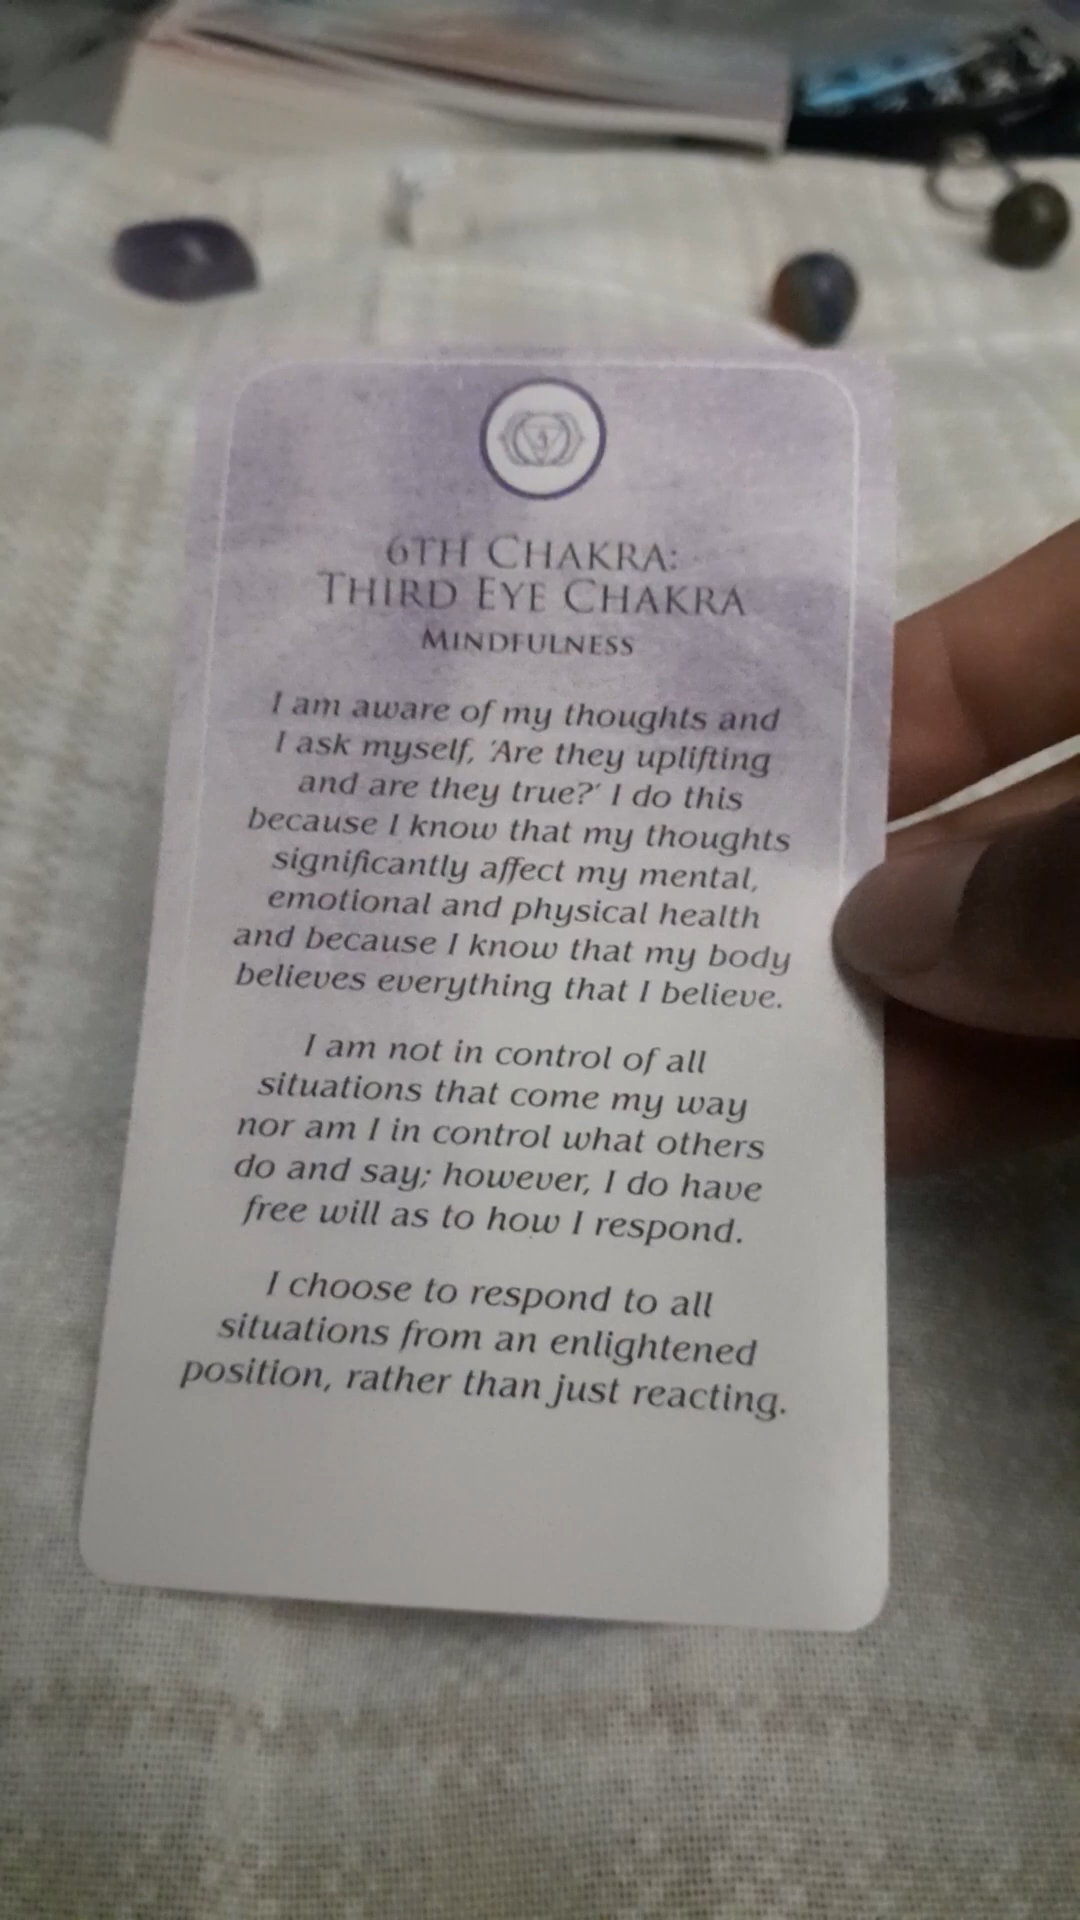 6TH CHAKRA:
THIRD EYE CHAKRA
MINDFULNESS
I am aware of my thoughts and
I ask myself, 'Are they uplifting
and are they true?' I do this
because I know that my thoughts
significantly affect my mental,
emotional and physical health
and because I know that my body
believes everything that I believe.
I am not in control of all
situations that come my way
nor am I in control what others
do and say; however, I do have
free will as to how I respond.
I choose to respond to all
situations from an enlightened
position, rather than just reacting.